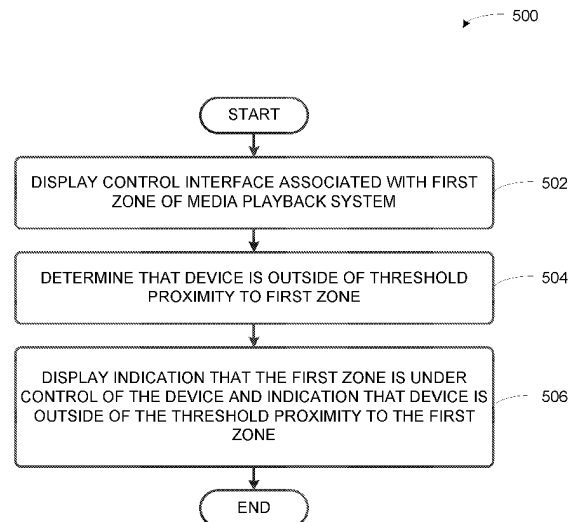 500
START
DISPLAY CONTROL INTERFACE ASSOCIATED WITH FIRST
ZONE OF MEDIA PLAYBACK SYSTEM
502
DETERMINE THAT DEVICE IS OUTSIDE OF THRESHOLD
PROXIMITY TO FIRST ZONE
504
DISPLAY INDICATION THAT THE FIRST ZONE IS UNDER
CONTROL OF THE DEVICE AND INDICATION THAT DEVICE IS
OUTSIDE OF THE THRESHOLD PROXIMITY TO THE FIRST
ZONE
506
END